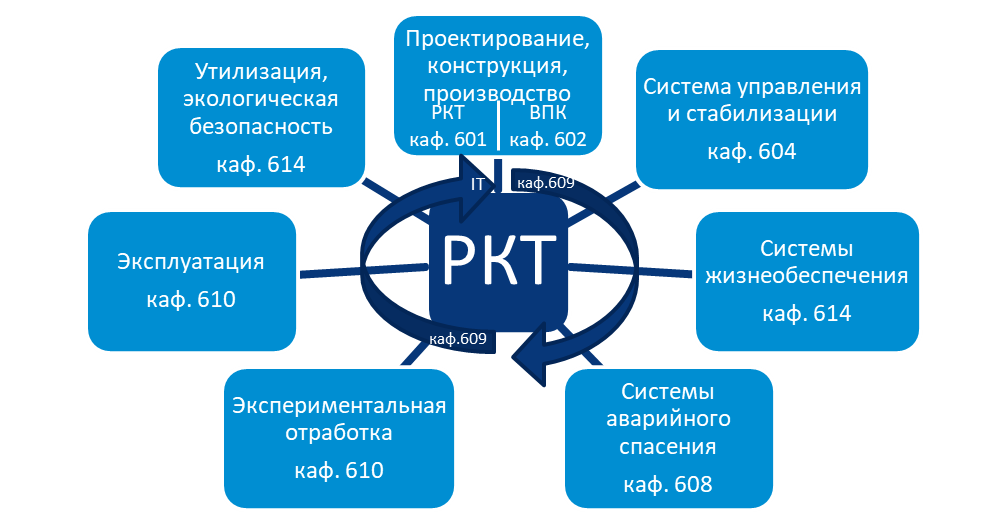 Проектирование,
конструкция,
производство
РКТ
каф. 601
ВПК
каф. 602
Система управления
и стабилизации
каф. 604
Системы
жизнеобеспечения
каф. 614
Системы
аварийного
спасения
каф. 608
Экспериментальная
отработка
каф. 610
Эксплуатация
каф. 610
Утилизация,
экологическая
безопасность
каф. 614
IT
каф.609
РКТ
каф.609